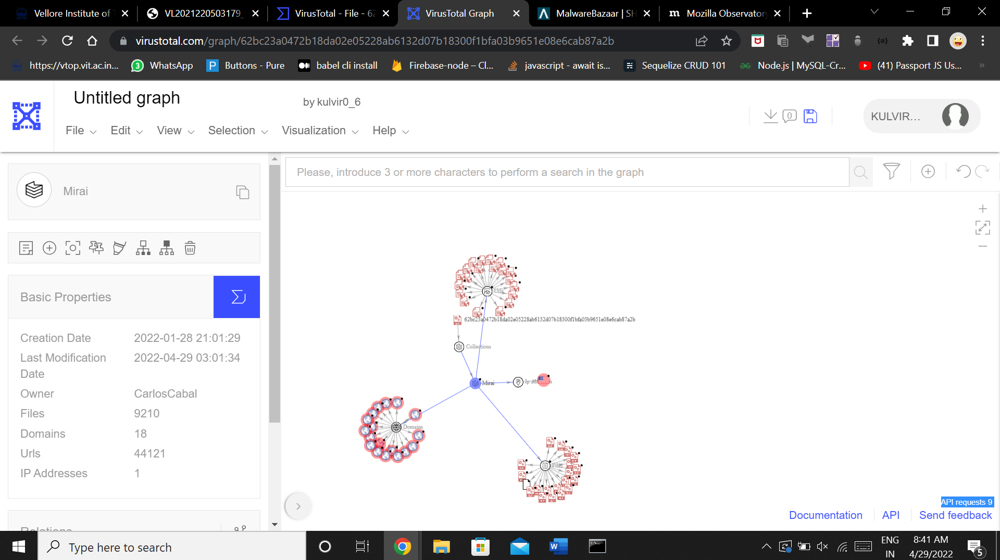 Vellore Institute of T
VL2021220503179_
VirusTotal - File - 62
VirusTotal Graph
MalwareBazaar | SH
Mozilla Observatory
virustotal.com/graph/62bc23a0472b18da02e05228ab6132d07b18300f1bfa03b9651e08e6cab87a2b
https://vtop.vit.ac.in...
3 WhatsApp
P Buttons - Pure
babel cli install
Firebase-node – Cl...
javascript - await is...
Sequelize CRUD 101
Node.js | MySQL-Cr...
(41) Passport JS Us...
»
Untitled graph
by kulvir0_6
File Edit View Selection Visualization Help
0
KULVIR...
Mirai
Please, introduce 3 or more characters to perform a search in the graph
Basic Properties
Creation Date 2022-01-28 21:01:29
Last Modification Date 2022-04-29 03:01:34
Owner CarlosCabal
Files 9210
Domains 18
Urls 44121
IP Addresses 1
Relations
Urls
62bc23a0472b18da02e05228ab6132d07b18300f1bfa03b9651e08e6cab87a2b
Collections
Mirai
Domains
Files
API requests 9
Documentation API Send feedback
Type here to search
ENG
IN
8:41 AM
4/29/2022
5